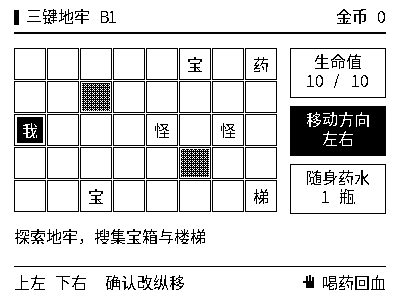 三键地牢 B1 金币 0
宝 药
生命值
10 / 10
我 怪 怪
移动方向
左右
宝 梯
随身药水
1 瓶
探索地牢，搜集宝箱与楼梯
上左 下右 确认改纵移 喝药回血